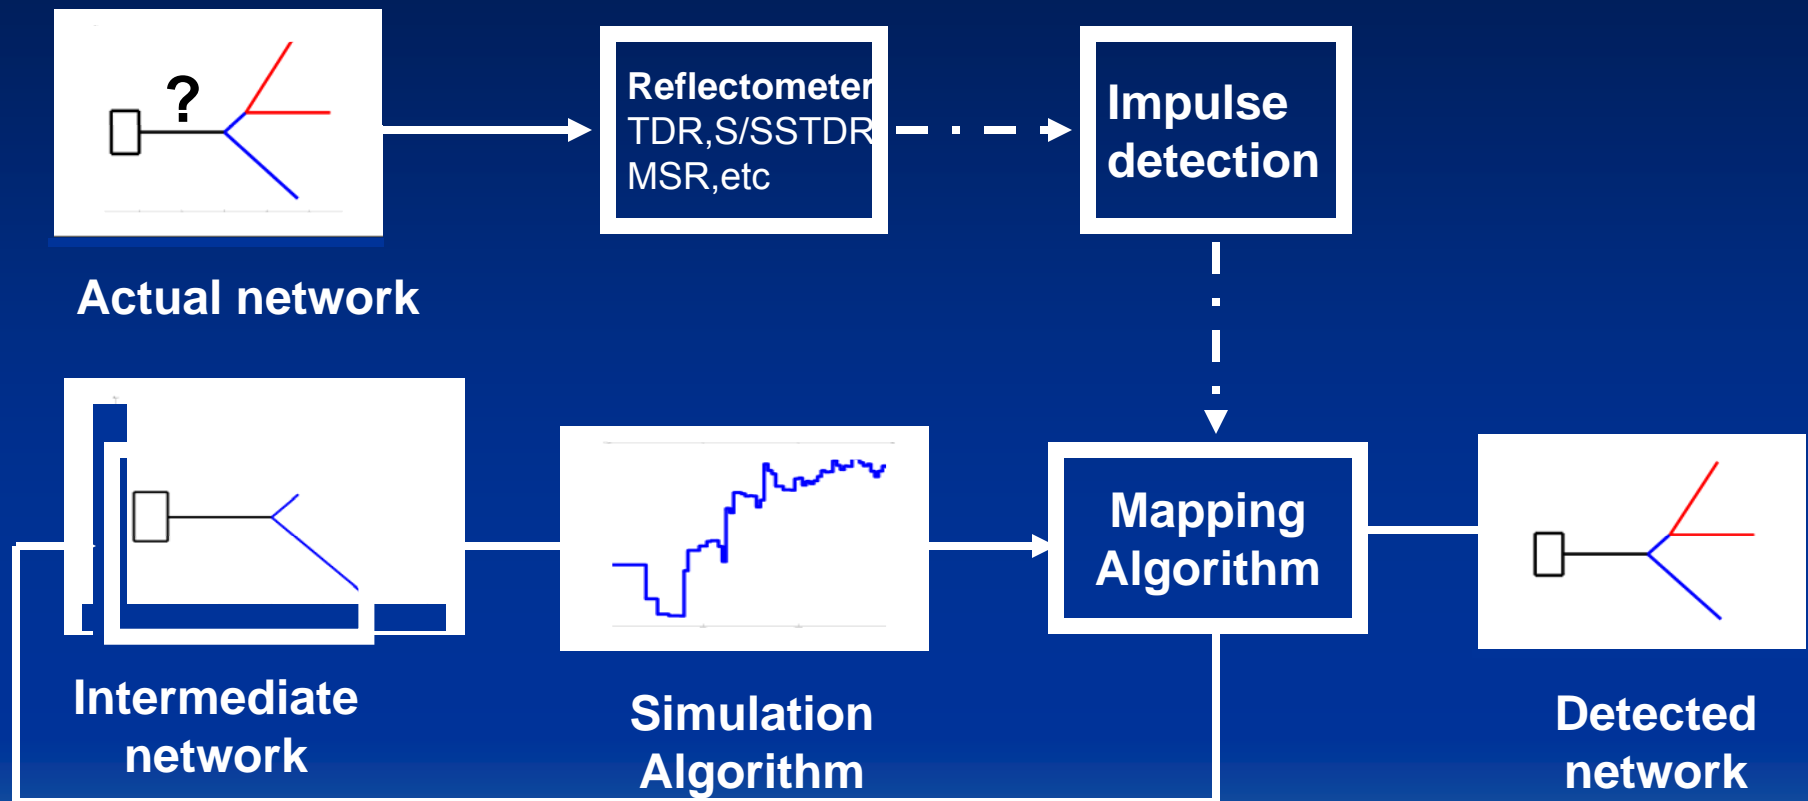 ?
Reflectometer
TDR,S/SSTDR
MSR,etc
Impulse
detection
Actual network
Mapping
Algorithm
Intermediate
network
Simulation
Algorithm
Detected
network